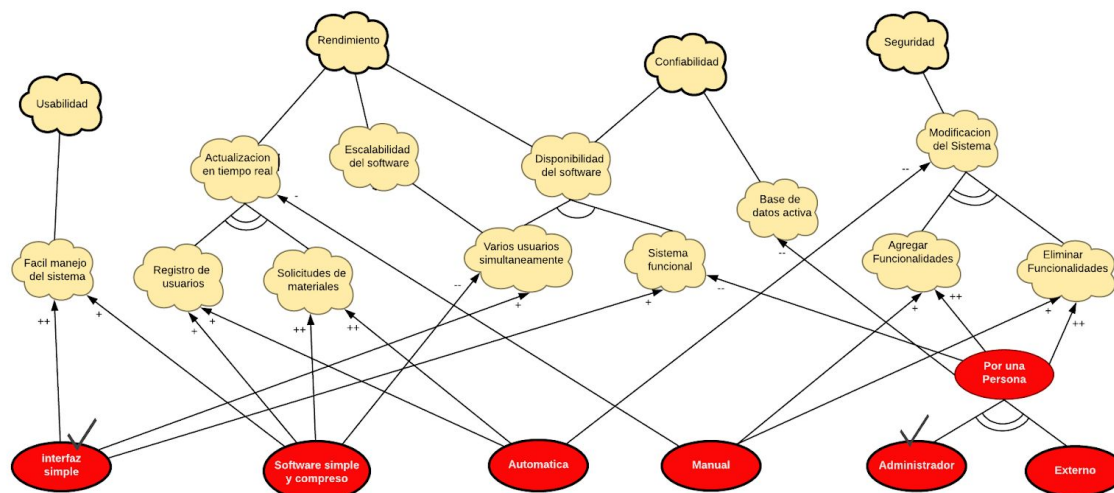 Rendimiento
Seguridad
Confiabilidad
Usabilidad
Actualizacion
en tiempo real
Escalabilidad
del software
Disponibilidad
del software
Modificacion
del Sistema
--
-
Base de
datos activa
Facil manejo
del sistema
Registro de
usuarios
Solicitudes de
materiales
Varios usuarios
simultaneamente
Sistema
funcional
Agregar
Funcionalidades
Eliminar
Funcionalidades
--
--
--
++
+
+
+
++
++
+
+
+
++
+
++
Por una
Persona
interfaz
simple
Software simple
y compreso
Automatica
Manual
Administrador
Externo